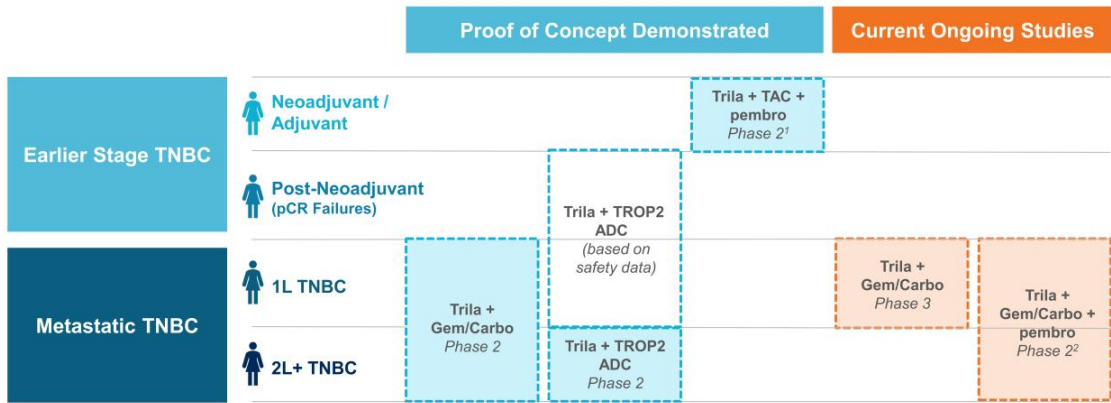 Proof of Concept Demonstrated
Current Ongoing Studies
Earlier Stage TNBC
Neoadjuvant /
Adjuvant
Trila + TAC +
pembro
Phase 2¹
Post-Neoadjuvant
(pCR Failures)
Trila + TROP2
ADC
(based on
safety data)
Metastatic TNBC
1L TNBC
2L+ TNBC
Trila +
Gem/Carbo
Phase 2
Trila + TROP2
ADC
Phase 2
Trila +
Gem/Carbo
Phase 3
Trila +
Gem/Carbo +
pembro
Phase 2²